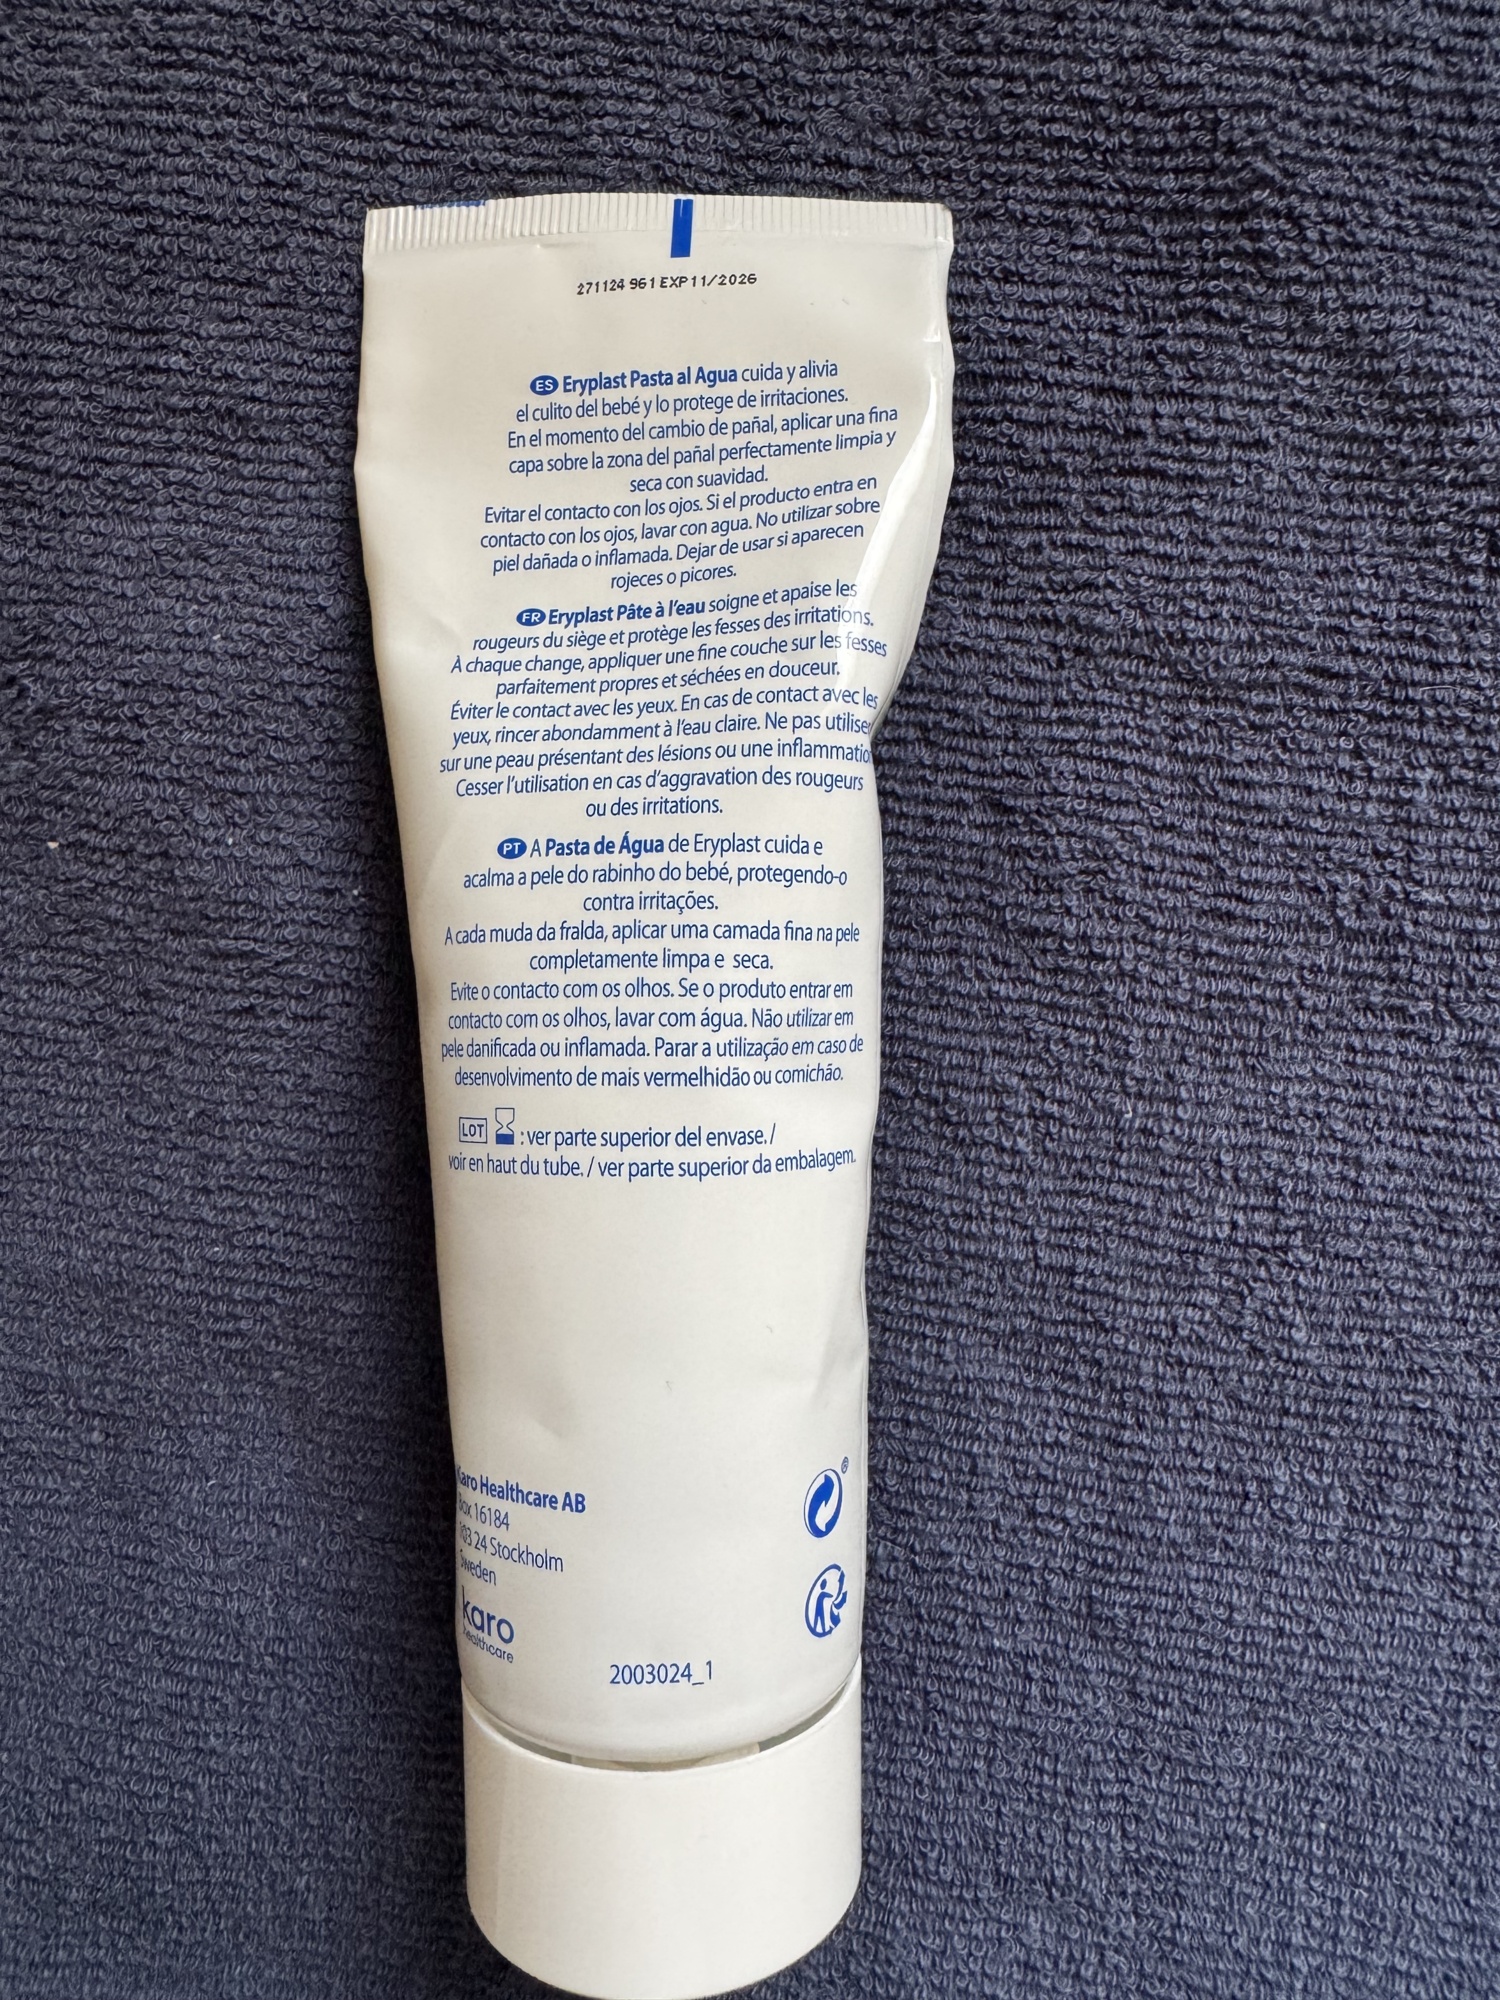 271124 961 EXP 11/2026
ES Eryplast Pasta al Agua cuida y alivia
el culito del bebé y lo protege de irritaciones.
En el momento del cambio de pañal, aplicar una fina
capa sobre la zona del pañal perfectamente limpia y
seca con suavidad.
Evitar el contacto con los ojos. Si el producto entra en
contacto con los ojos, lavar con agua. No utilizar sobre
piel dañada o inflamada. Dejar de usar si aparecen
rojeces o picores.
FR Eryplast Pâte à l'eau soigne et apaise les
rougeurs du siège et protège les fesses des irritations.
À chaque change, appliquer une fine couche sur les fesses
parfaitement propres et séchées en douceur.
Éviter le contact avec les yeux. En cas de contact avec les
yeux, rincer abondamment à l'eau claire. Ne pas utiliser
sur une peau présentant des lésions ou une inflammatio
Cesser l'utilisation en cas d'aggravation des rougeurs
ou des irritations.
PT A Pasta de Água de Eryplast cuida e
acalma a pele do rabinho do bebé, protegendo-o
contra irritações.
A cada muda da fralda, aplicar uma camada fina na pele
completamente limpa e seca.
Evite o contacto com os olhos. Se o produto entrar em
contacto com os olhos, lavar com água. Não utilizar em
pele danificada ou inflamada. Parar a utilização em caso de
desenvolvimento de mais vermelhidão ou comichão.
LOT : ver parte superior del envase. /
voir en haut du tube. / ver parte superior da embalagem.
Karo Healthcare AB
Box 16184
103 24 Stockholm
Sweden
karo
healthcare
®
2003024_1